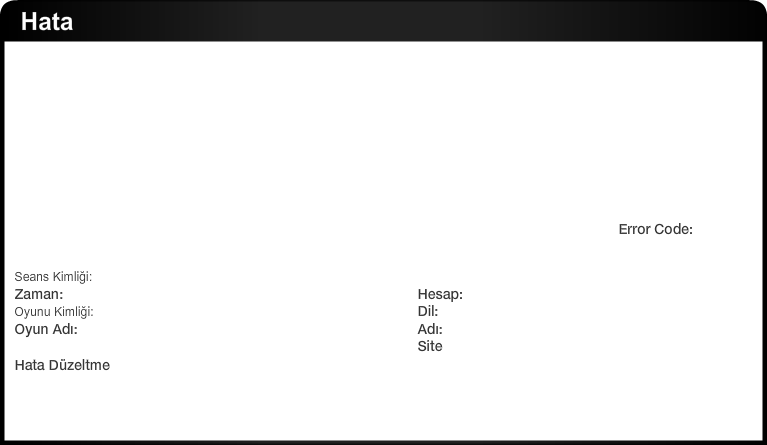 Hata
Error Code:
Seans Kimliği:
Zaman:
Hesap:
Oyunu Kimliği:
Dil:
Oyun Adı:
Adı:
Site
Hata Düzeltme